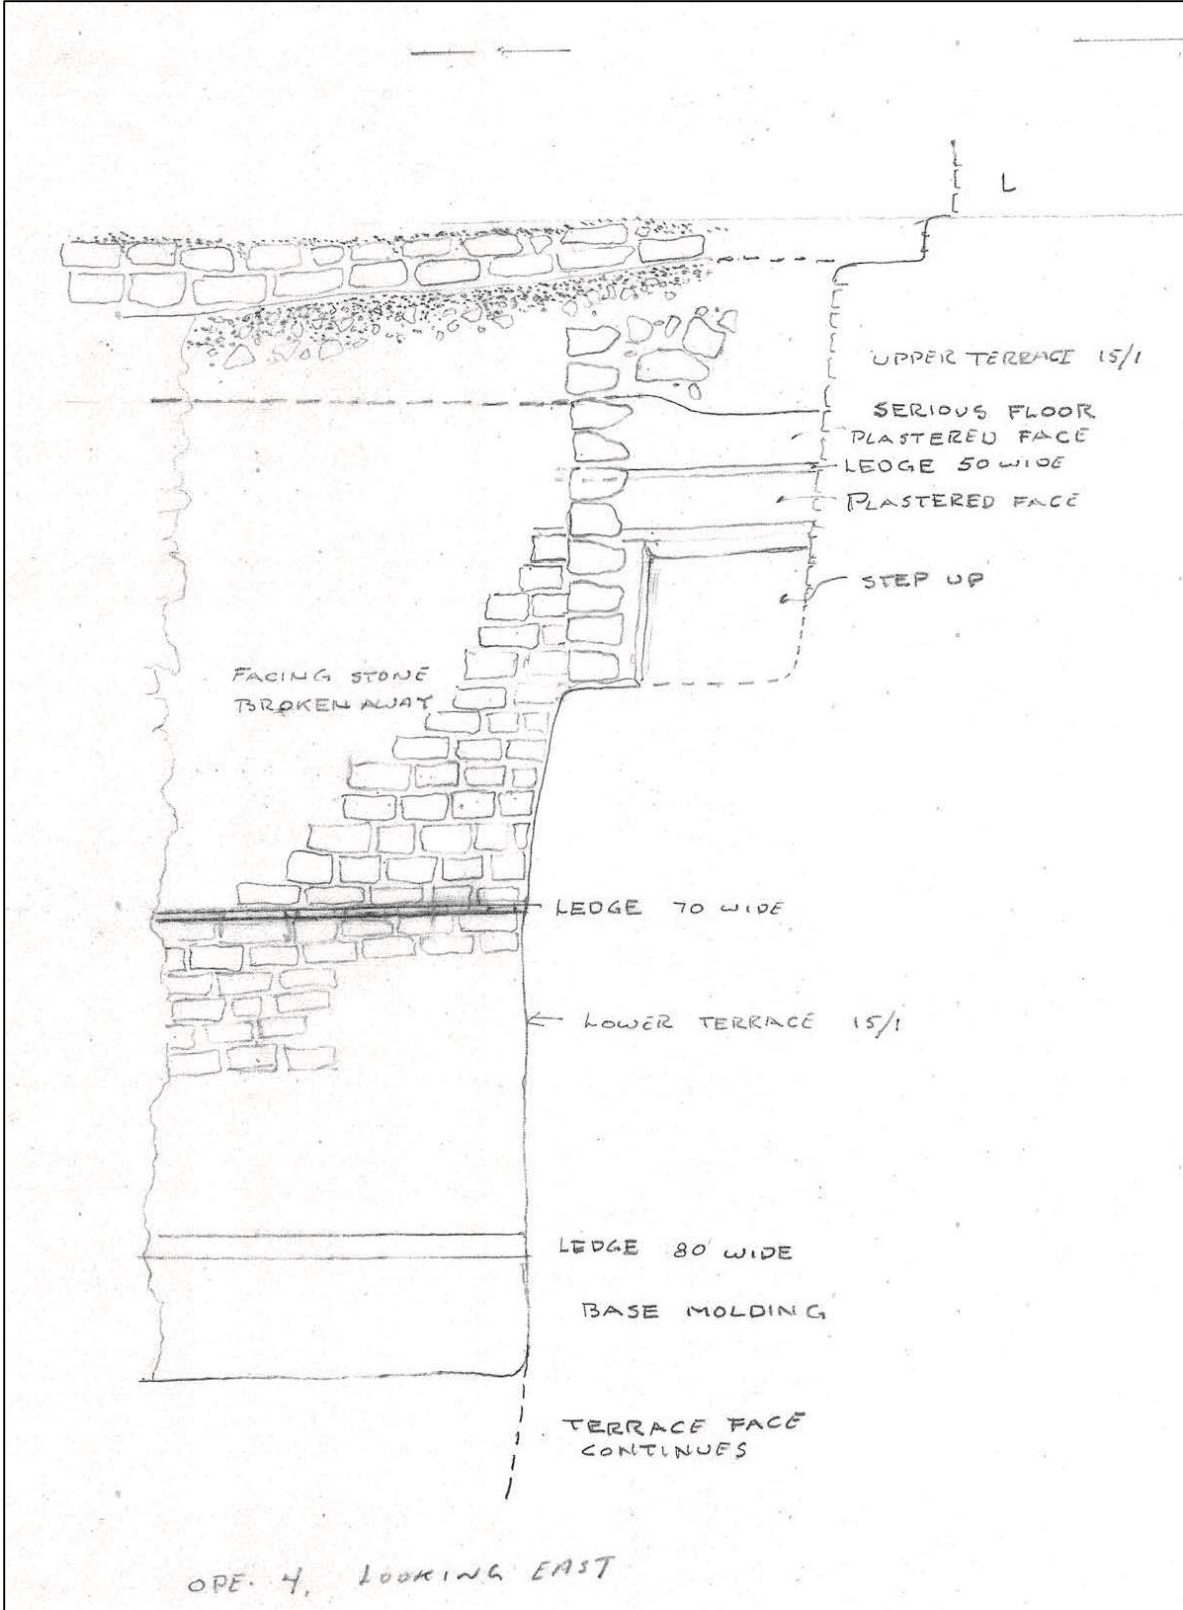 L
UPPER TERRACE 15/1
SERIOUS FLOOR
PLASTERED FACE
LEDGE 50 WIDE
PLASTERED FACE
STEP UP
FACING STONE
BROKEN AWAY
LEDGE 70 WIDE
LOWER TERRACE 15/1
LEDGE 80 WIDE
BASE MOLDING
TERRACE FACE
CONTINUES
OPE. 4, LOOKING EAST